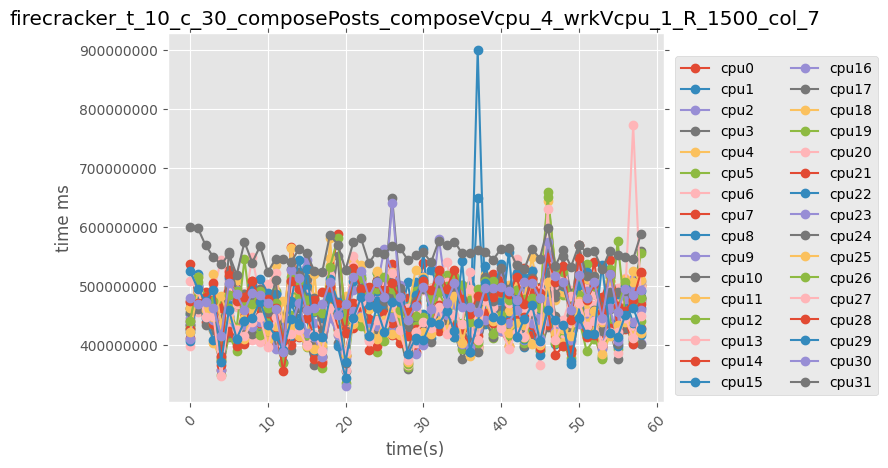 firecracker_t_10_c_30_composePosts_composeVcpu_4_wrkVcpu_1_R_1500_col_7
time ms
900000000
800000000
700000000
600000000
500000000
400000000
0 10 20 30 40 50 60
time(s)
cpu0 cpu16
cpu1 cpu17
cpu2 cpu18
cpu3 cpu19
cpu4 cpu20
cpu5 cpu21
cpu6 cpu22
cpu7 cpu23
cpu8 cpu24
cpu9 cpu25
cpu10 cpu26
cpu11 cpu27
cpu12 cpu28
cpu13 cpu29
cpu14 cpu30
cpu15 cpu31